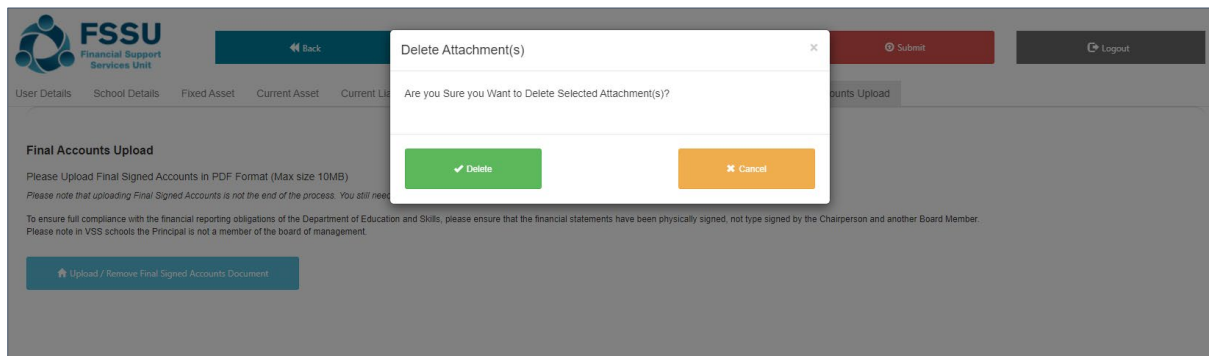 FSSU
Financial Support
Services Unit
Back
Submit
Logout
User Details School Details Fixed Asset Current Asset Current Lia
ounts Upload
Delete Attachment(s)
×
Are you Sure you Want to Delete Selected Attachment(s)?
Delete
Cancel
Final Accounts Upload
Please Upload Final Signed Accounts in PDF Format (Max size 10MB)
Please note that uploading Final Signed Accounts is not the end of the process. You still need
To ensure full compliance with the financial reporting obligations of the Department of Education and Skills, please ensure that the financial statements have been physically signed, not type signed by the Chairperson and another Board Member.
Please note in VSS schools the Principal is not a member of the board of management.
Upload / Remove Final Signed Accounts Document